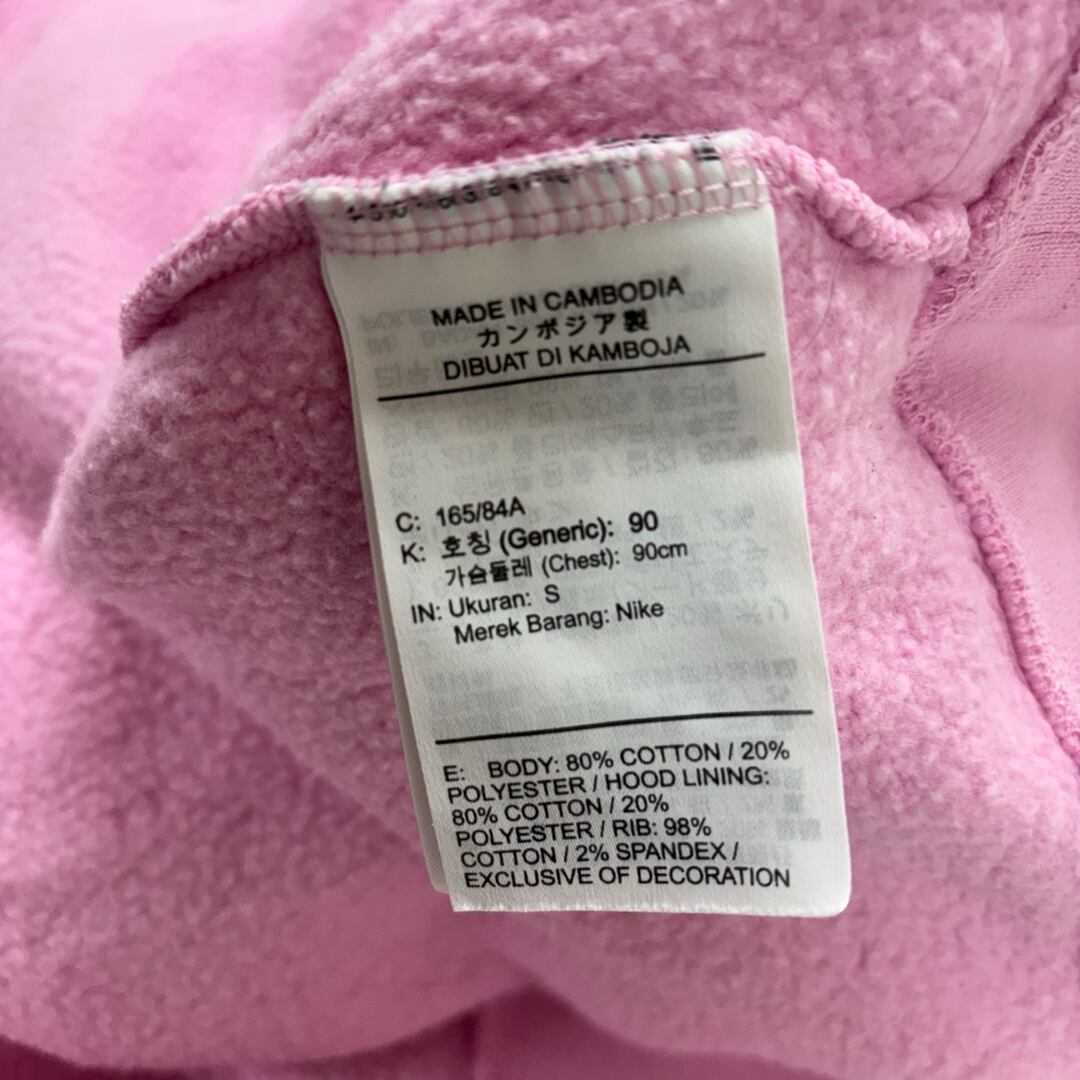 MADE IN CAMBODIA
カンボジア製
DIBUAT DI KAMBOJA
C: 165/84A
K: 호칭 (Generic): 90
가슴둘레 (Chest): 90cm
IN: Ukuran: S
Merek Barang: Nike
E: BODY: 80% COTTON / 20%
POLYESTER / HOOD LINING:
80% COTTON / 20%
POLYESTER / RIB: 98%
COTTON / 2% SPANDEX /
EXCLUSIVE OF DECORATION